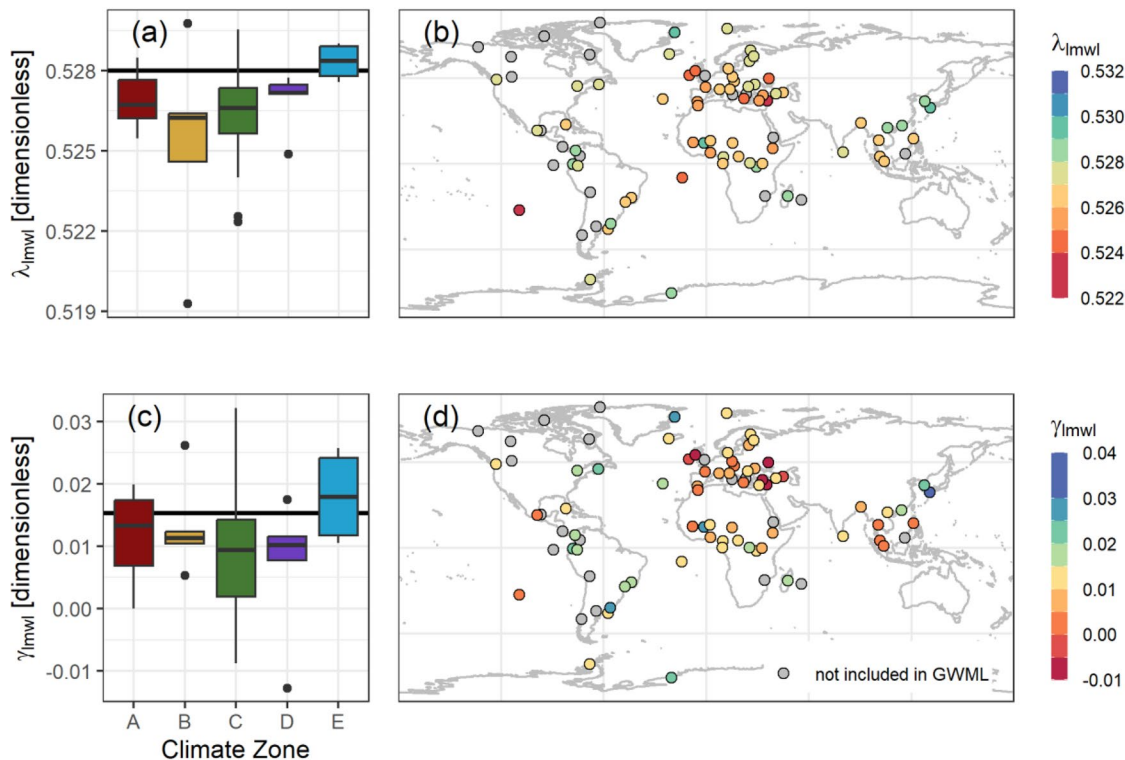 (a)
(b)
λlmwl [dimensionless]
0.528
0.525
0.522
0.519
λlmwl
0.532
0.530
0.528
0.526
0.524
0.522
(c)
(d)
γlmwl [dimensionless]
0.03
0.02
0.01
0.00
-0.01
A B C D E
Climate Zone
not included in GWML
γlmwl
0.04
0.03
0.02
0.01
0.00
-0.01